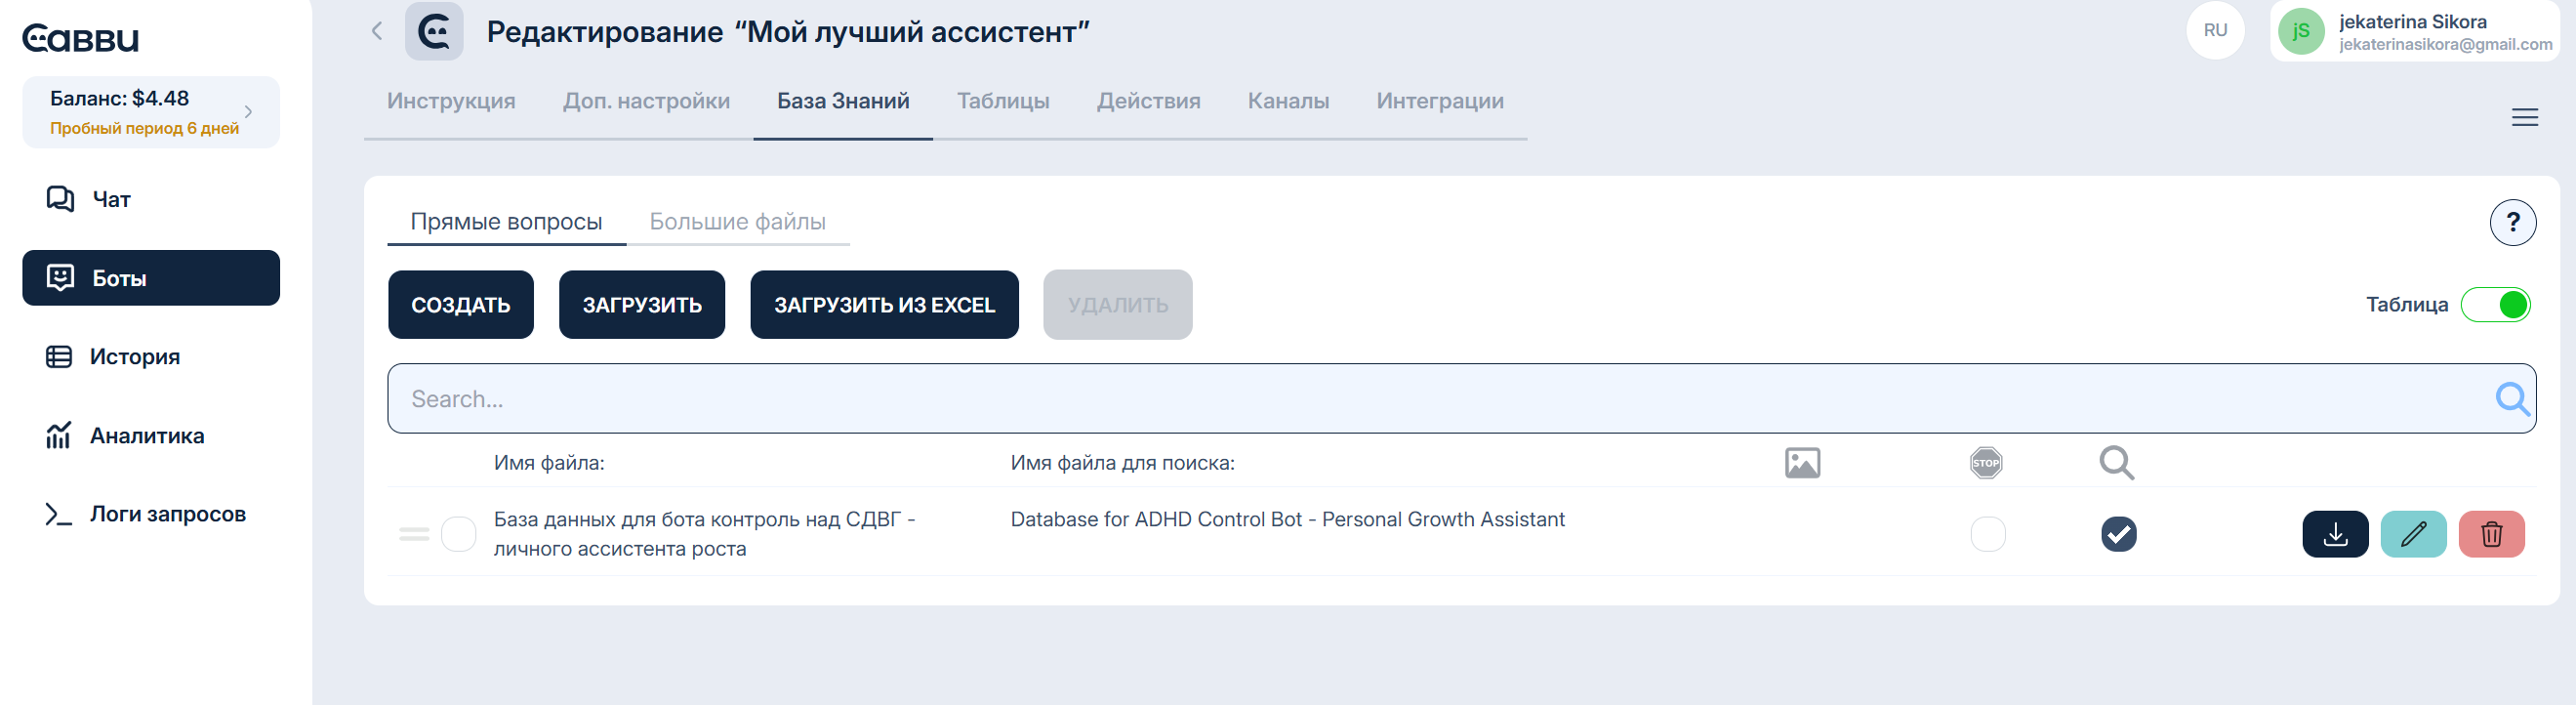 Савви
Баланс: $4.48
Пробный период 6 дней
Чат
Боты
История
Аналитика
Логи запросов
Редактирование “Мой лучший ассистент”
RU
jS
jekaterina Sikora
jekaterinasikora@gmail.com
Инструкция
Доп. настройки
База Знаний
Таблицы
Действия
Каналы
Интеграции
Прямые вопросы
Большие файлы
?
СОЗДАТЬ
ЗАГРУЗИТЬ
ЗАГРУЗИТЬ ИЗ EXCEL
УДАЛИТЬ
Таблица
Search...
Имя файла:
Имя файла для поиска:
STOP
База данных для бота контроль над СДВГ -
личного ассистента роста
Database for ADHD Control Bot - Personal Growth Assistant